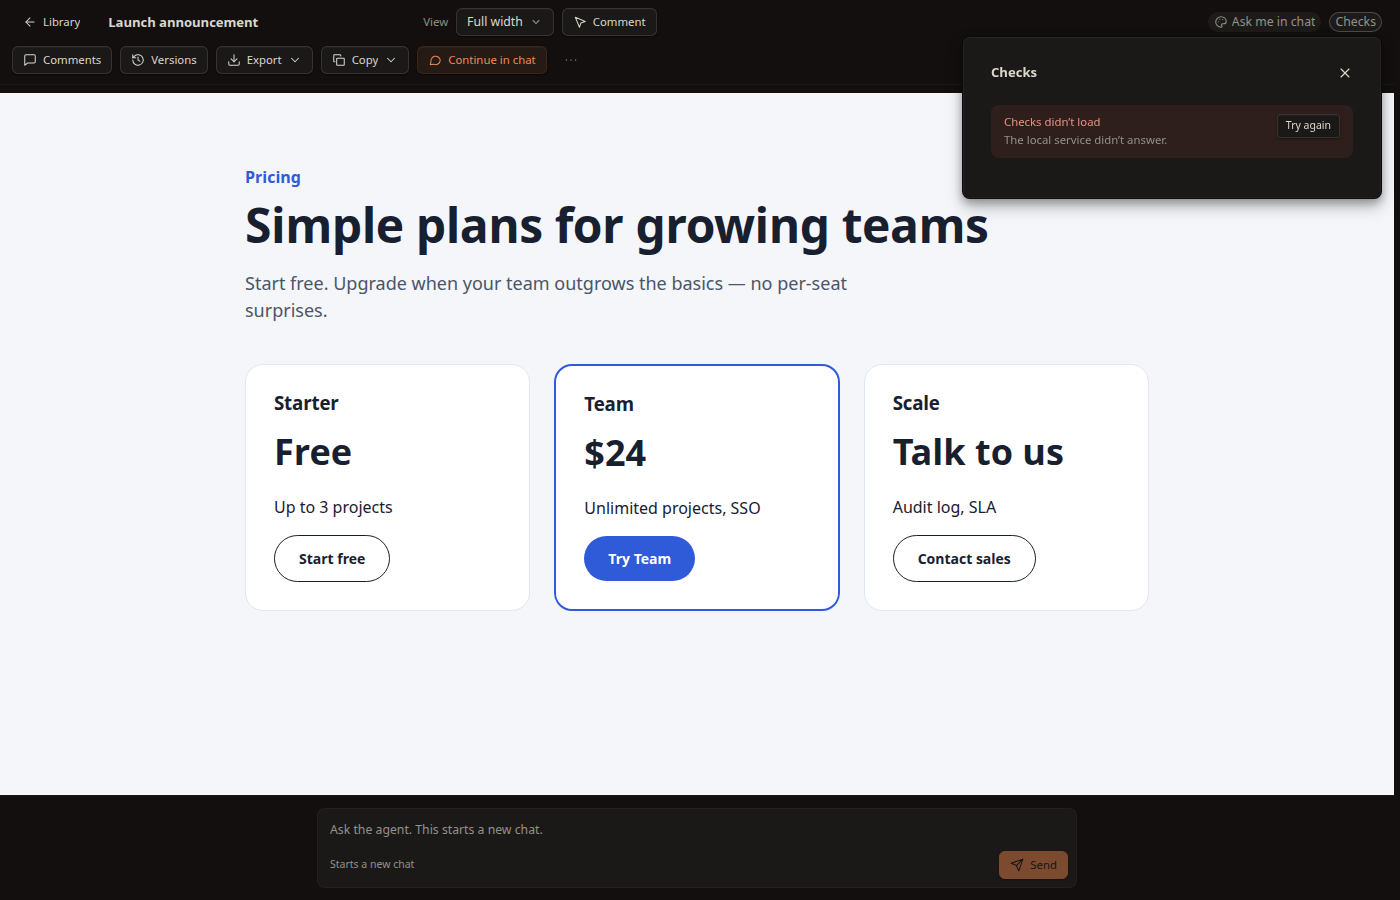 Library
Launch announcement
View
Full width
Comment
Ask me in chat
Checks
Comments
Versions
Export
Copy
Continue in chat
...
Checks
Checks didn't load
The local service didn't answer.
Try again
Pricing
Simple plans for growing teams
Start free. Upgrade when your team outgrows the basics — no per-seat
surprises.
Starter
Free
Up to 3 projects
Start free
Team
$24
Unlimited projects, SSO
Try Team
Scale
Talk to us
Audit log, SLA
Contact sales
Ask the agent. This starts a new chat.
Starts a new chat
Send